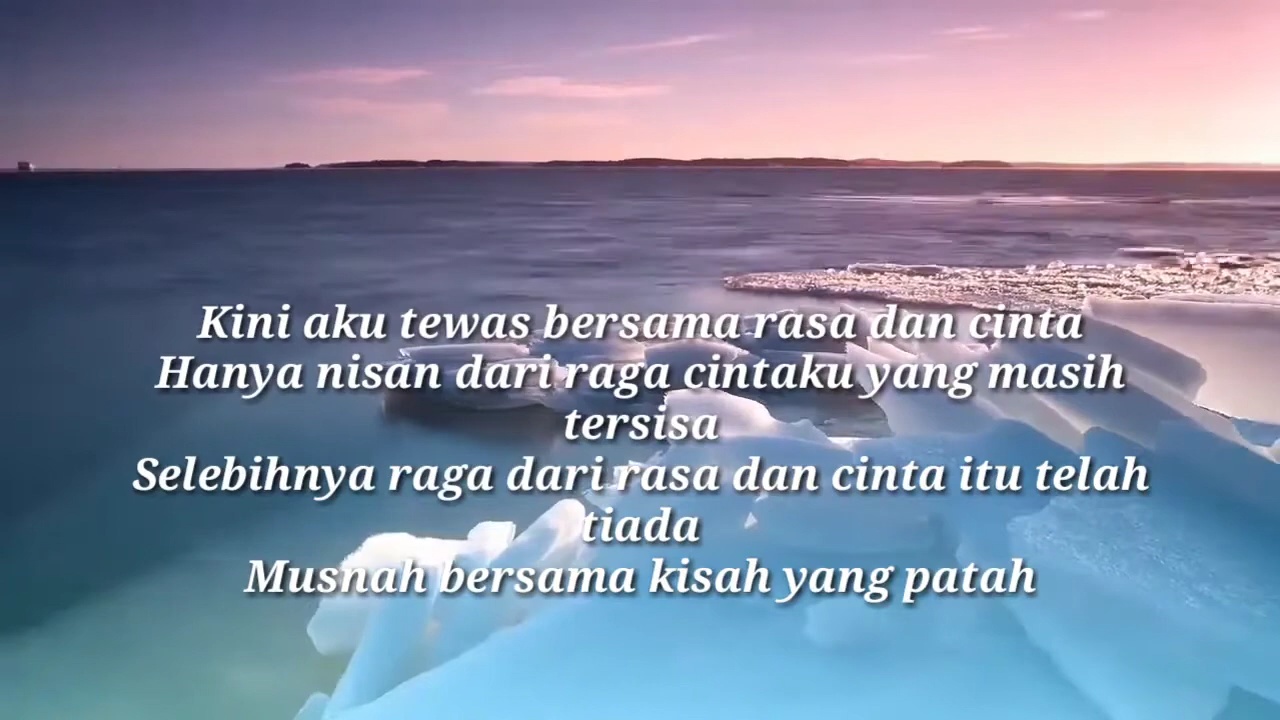 Kini aku tewas bersama rasa dan cinta
Hanya nisan dari raga cintaku yang masih
tersisa
Selebihnya raga dari rasa dan cinta itu telah
tiada
Musnah bersama kisah yang patah